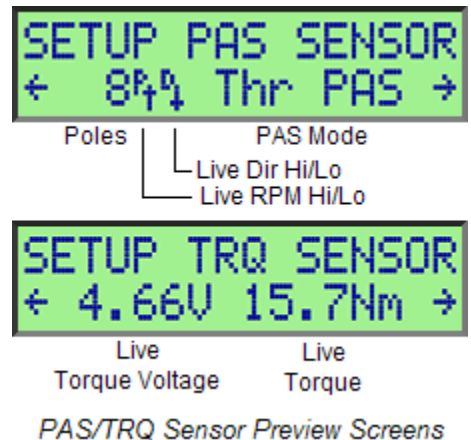 SETUP PAS SENSOR
← 8R↑D↓ Thr PAS →
Poles PAS Mode
Live Dir Hi/Lo
Live RPM Hi/Lo
SETUP TRQ SENSOR
← 4.66V 15.7Nm →
Live Live
Torque Voltage Torque
PAS/TRQ Sensor Preview Screens